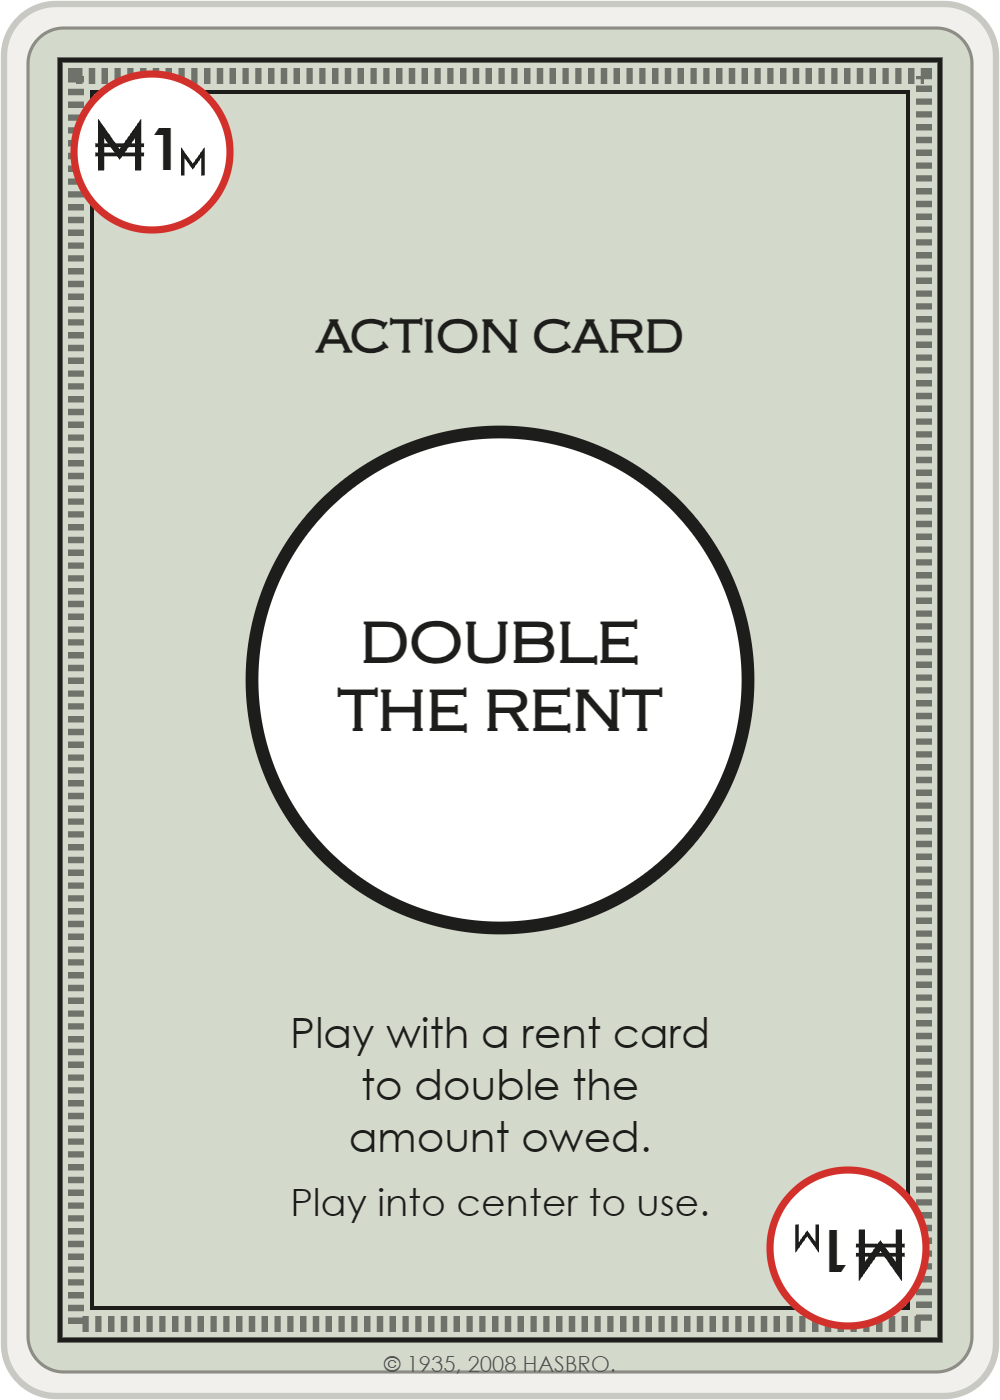 ₩1M
ACTION CARD
DOUBLE
THE RENT
Play with a rent card
to double the
amount owed.
Play into center to use.
₩1M
© 1935, 2008 HASBRO.